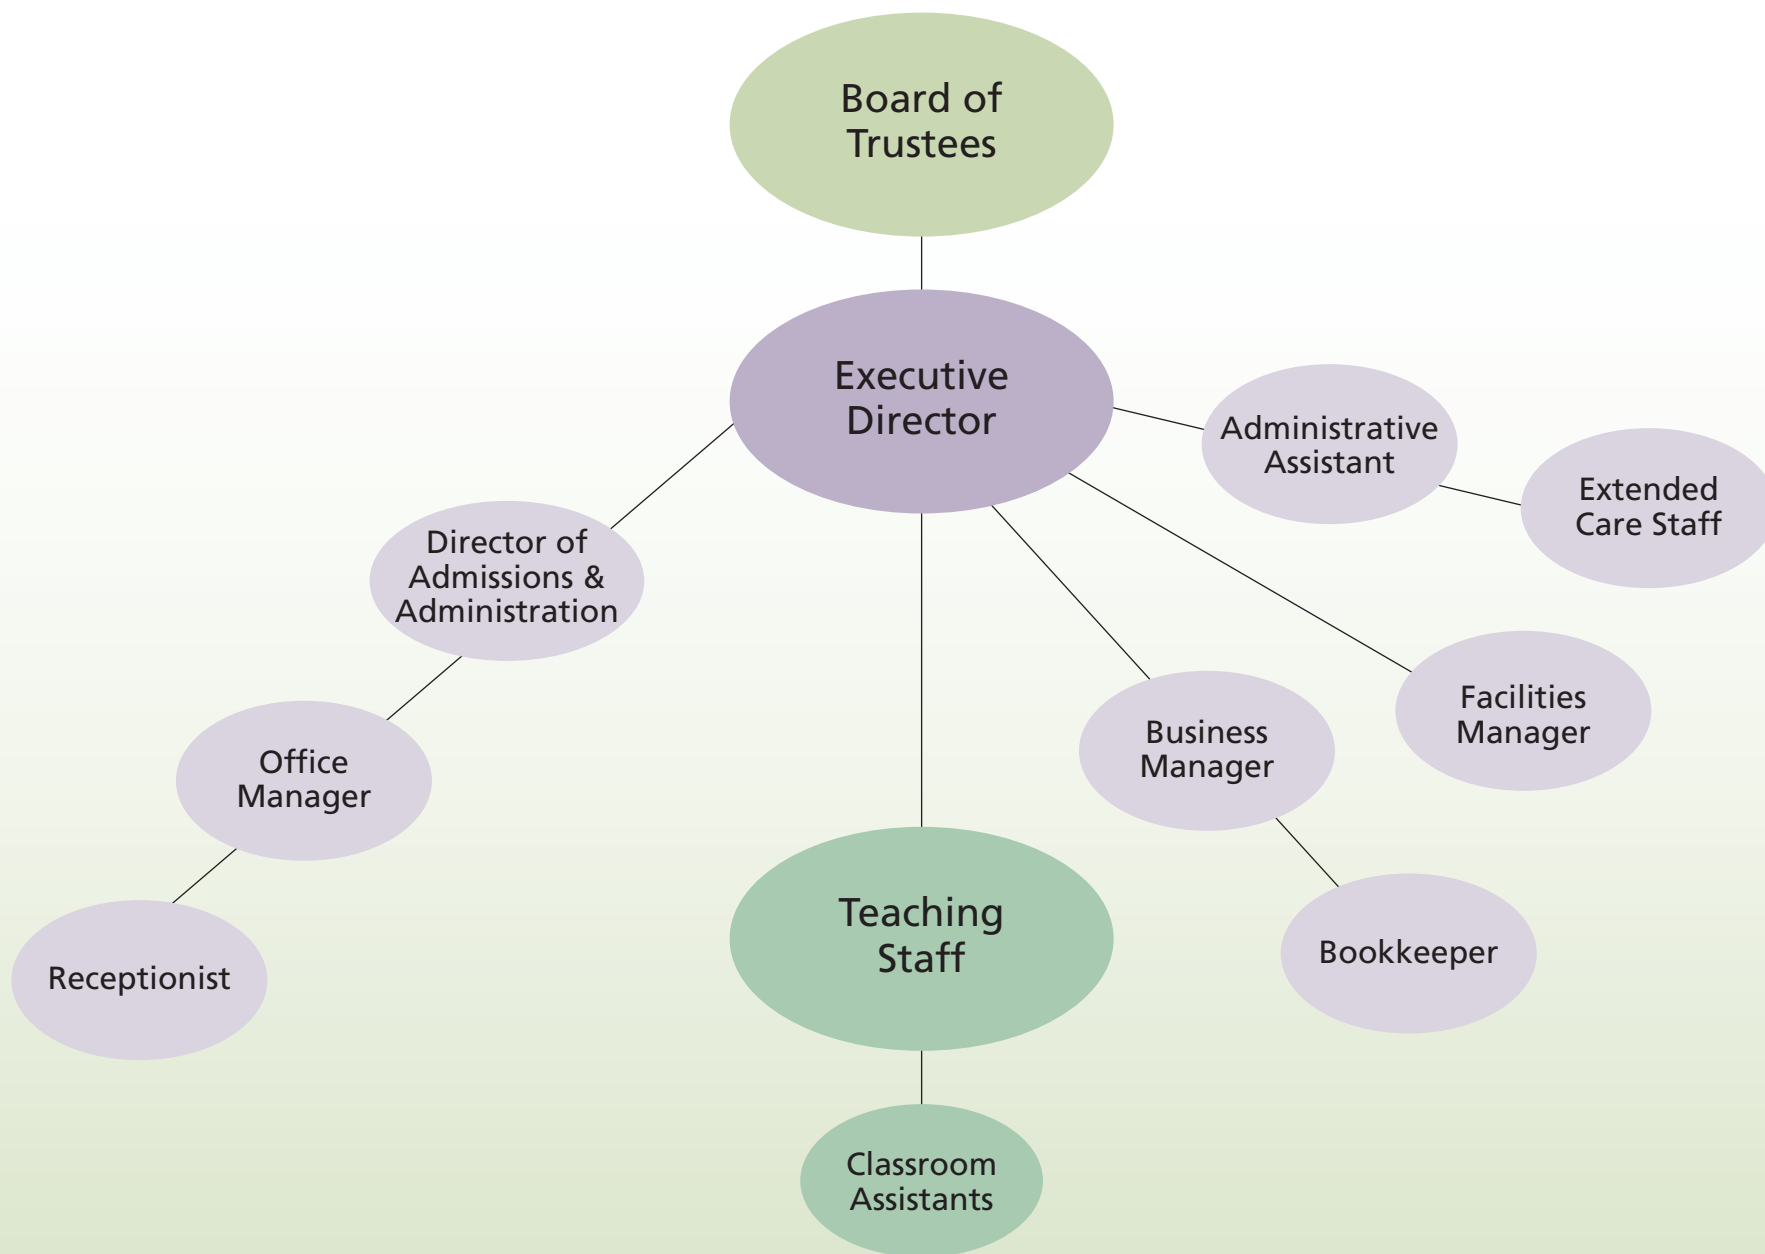 Board of
Trustees
Executive
Director
Administrative
Assistant
Extended
Care Staff
Director of
Admissions &
Administration
Facilities
Manager
Business
Manager
Office
Manager
Teaching
Staff
Bookkeeper
Receptionist
Classroom
Assistants